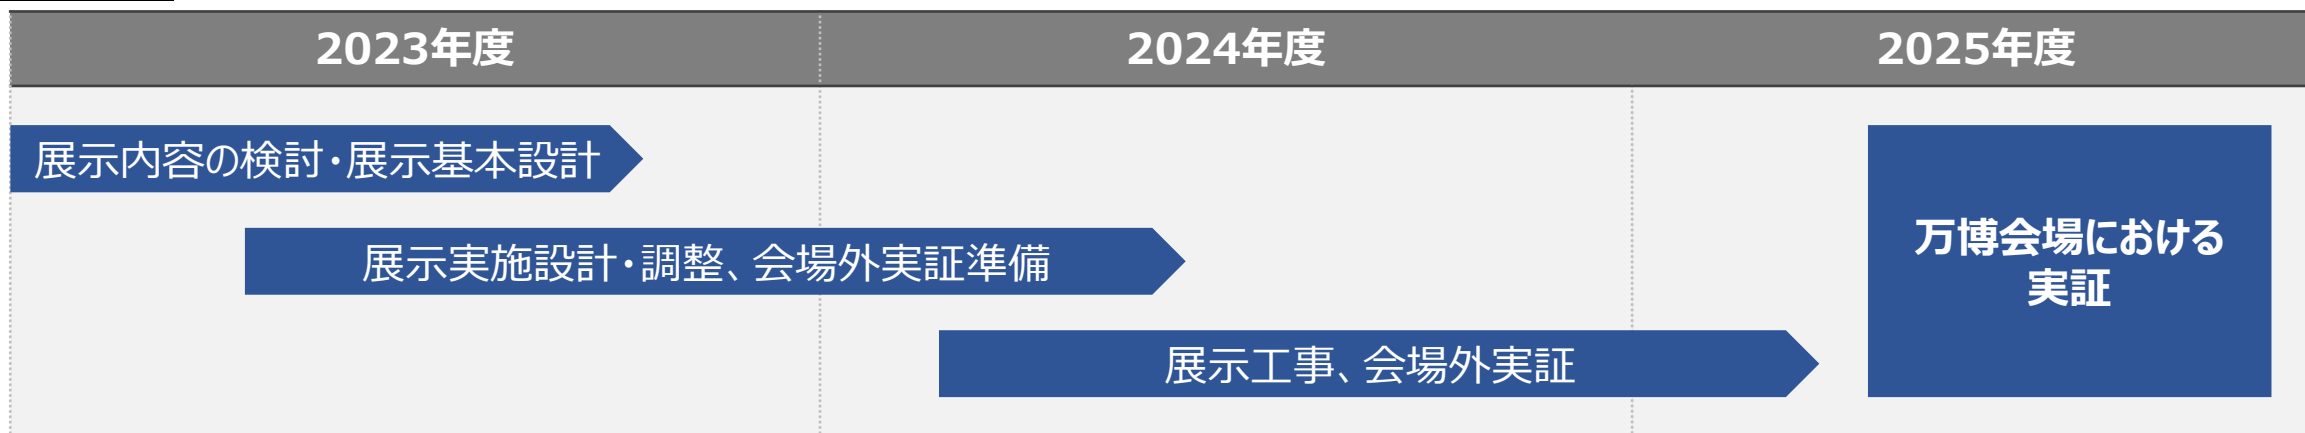 2023年度
2024年度
2025年度
展示内容の検討・展示基本設計
展示実施設計・調整、会場外実証準備
展示工事、会場外実証
万博会場における
実証